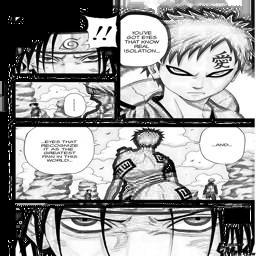 YOU'VE
GOT EYES
THAT KNOW
REAL
ISOLATION...
!!
...AND...
...EYES THAT
RECOGNIZE
IT AS THE
GREATEST
PAIN IN THIS
WORLD...
愛